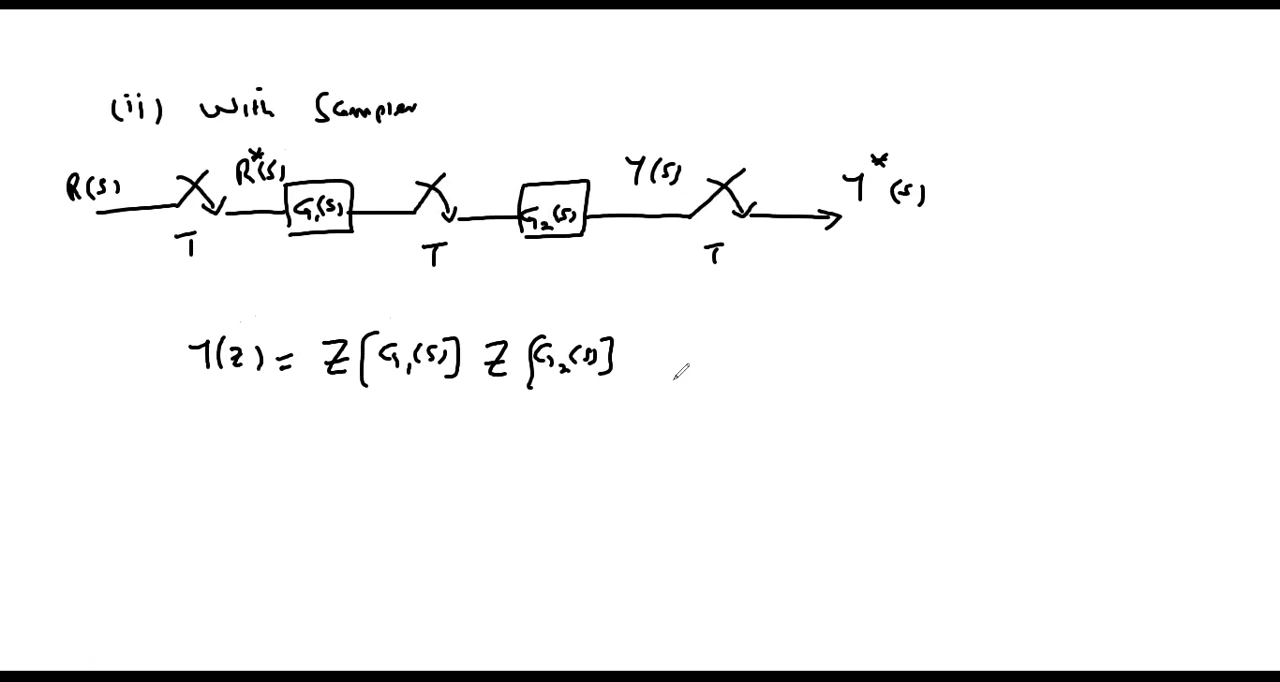 (ii) With Sampler
R(s) R*(s) G₁(s) G₂(s) Y(s) Y*(s)
T T T
Y(z) = Z[G₁(s)] Z[G₂(s)]